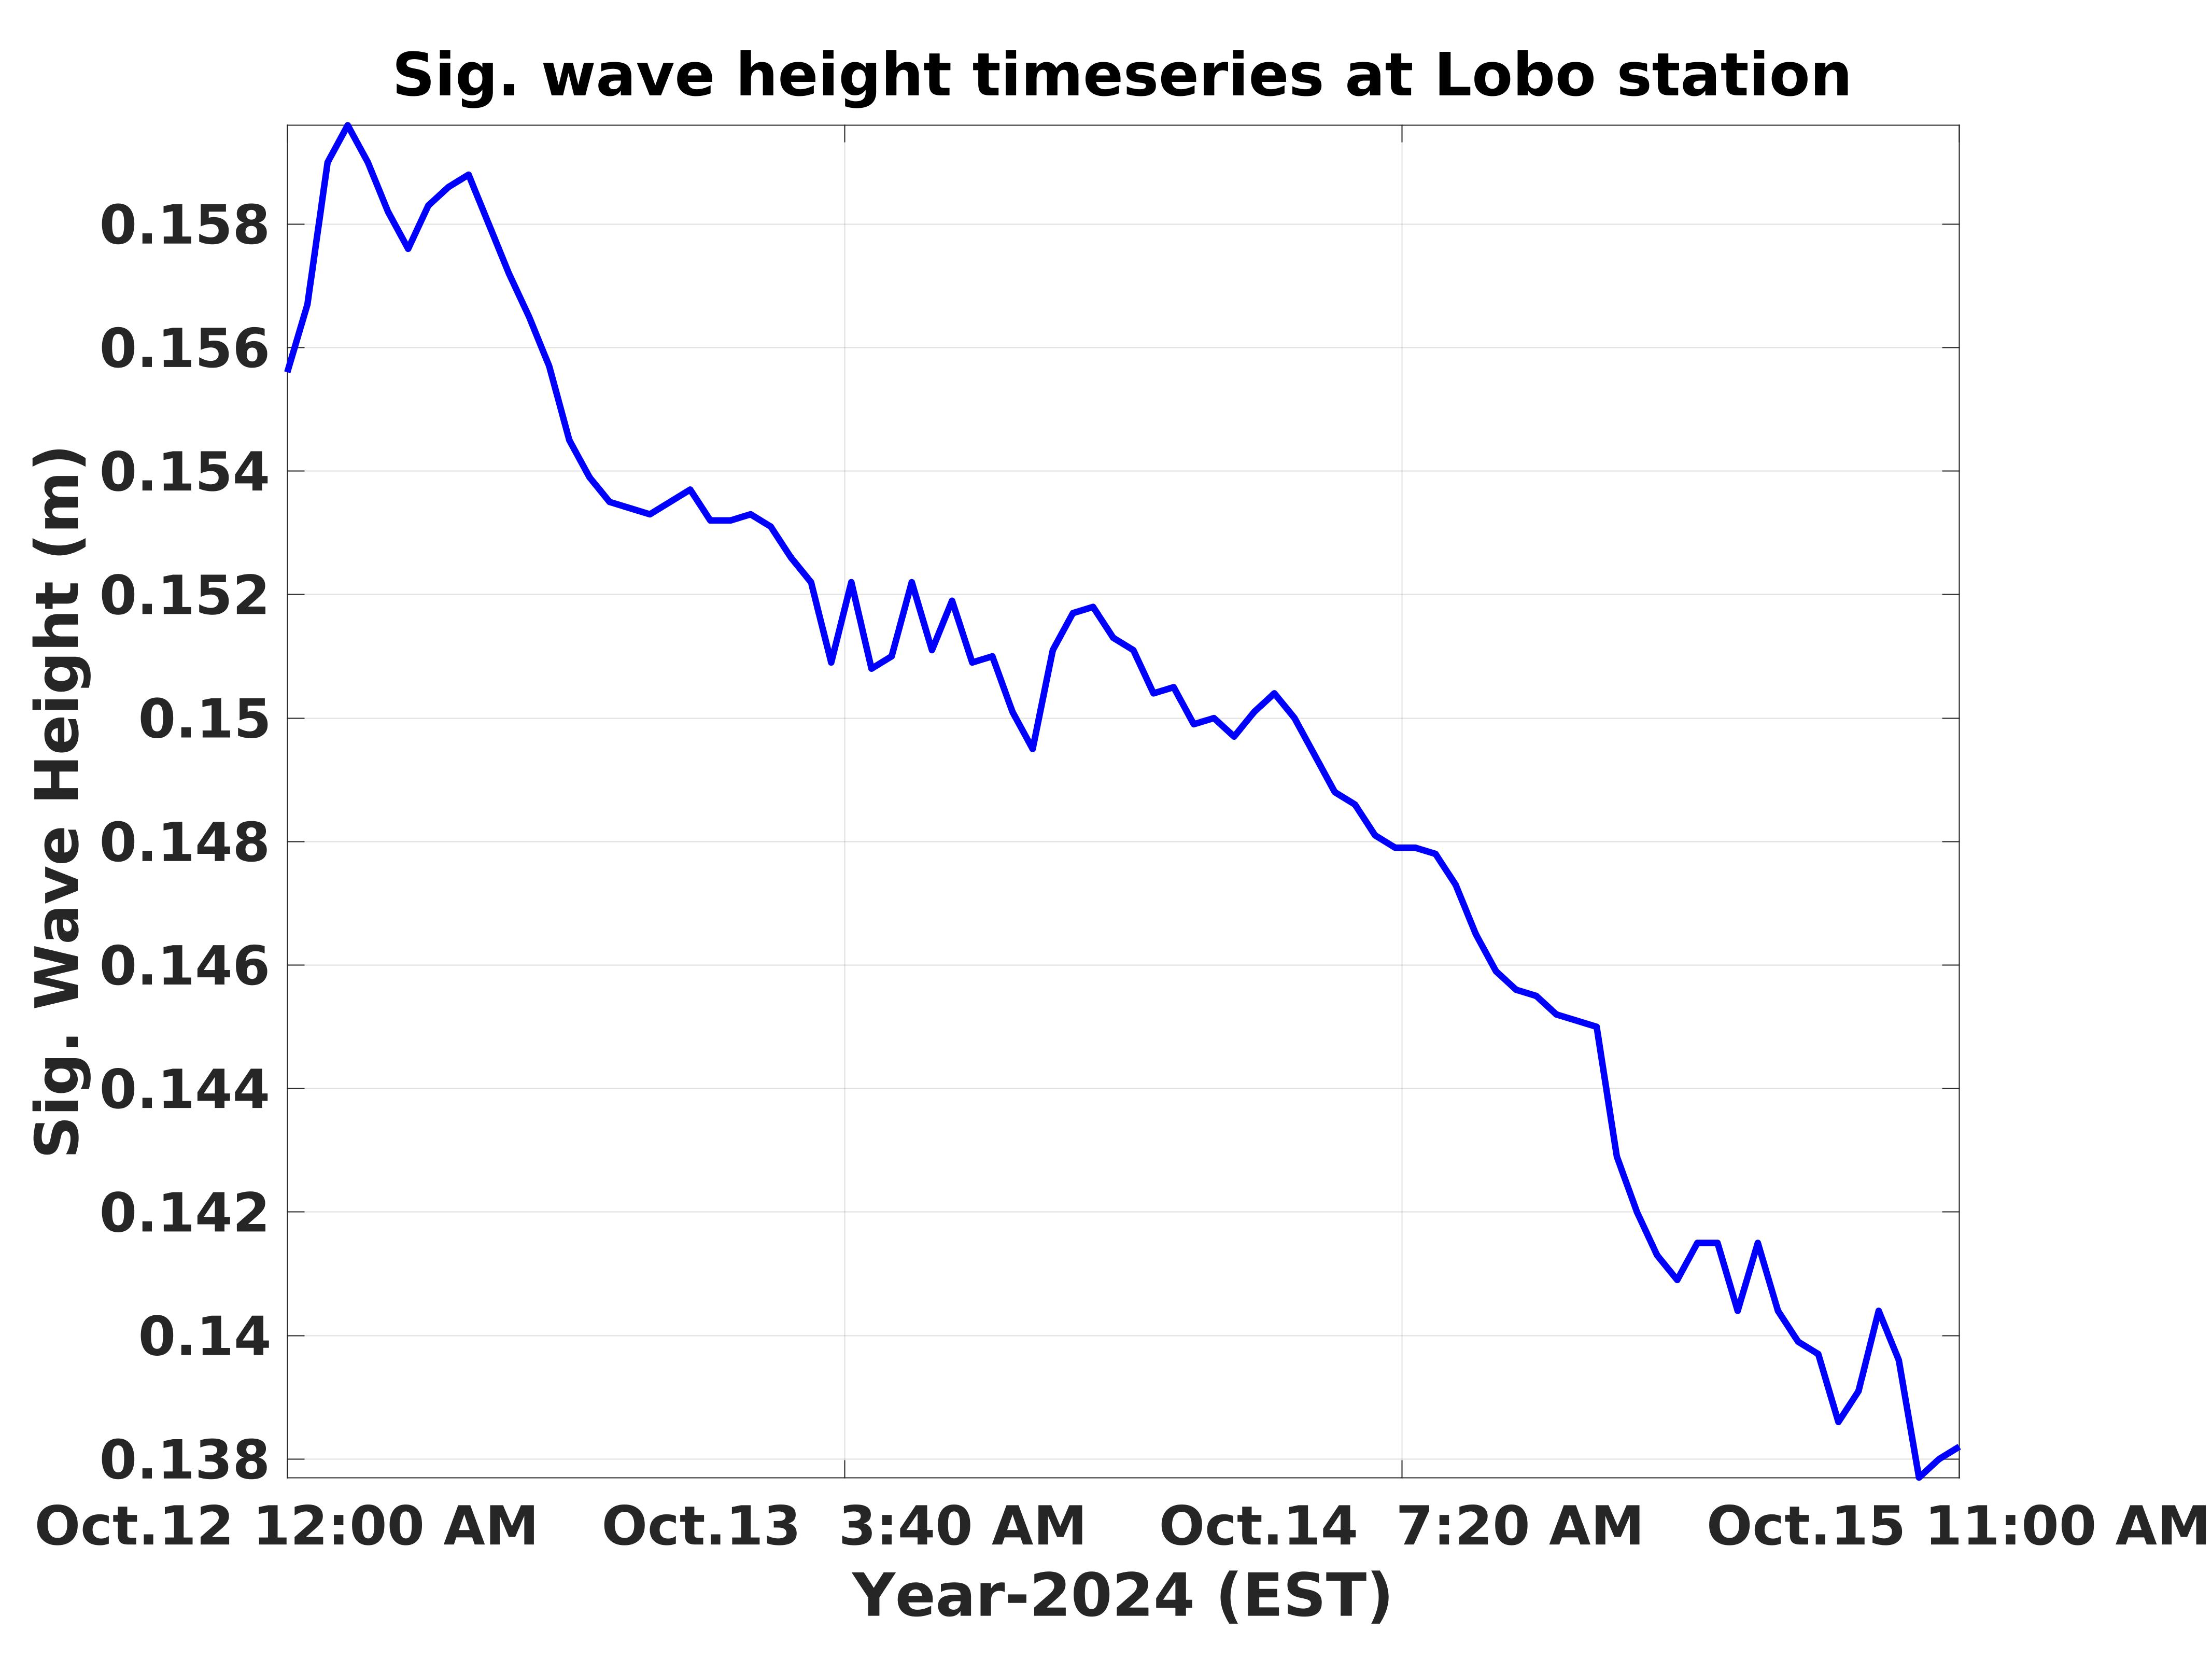 Sig. wave height timeseries at Lobo station
Sig. Wave Height (m)
0.158
0.156
0.154
0.152
0.15
0.148
0.146
0.144
0.142
0.14
0.138
Oct.12 12:00 AM Oct.13 3:40 AM Oct.14 7:20 AM Oct.15 11:00 AM
Year-2024 (EST)